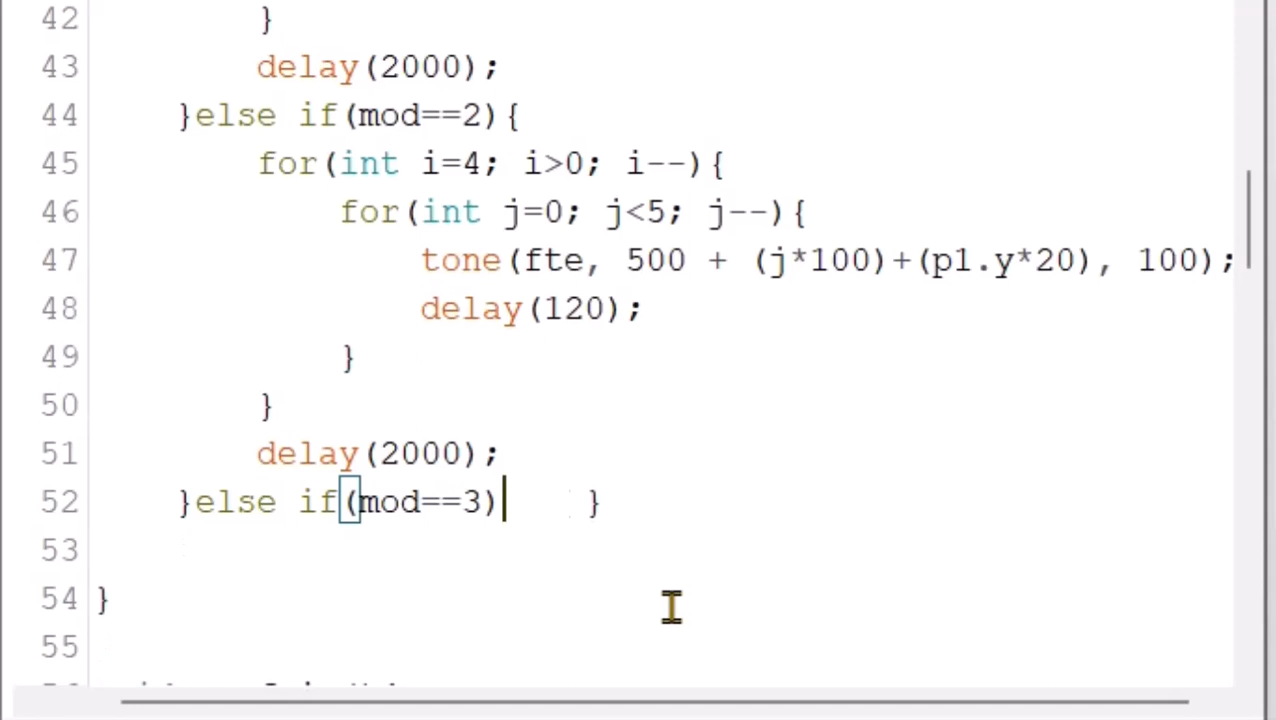 42 }
43 delay(2000);
44 }else if(mod==2){
45 for(int i=4; i>0; i--){
46 for(int j=0; j<5; j--){
47 tone(fte, 500 + (j*100)+(p1.y*20), 100);
48 delay(120);
49 }
50 }
51 delay(2000);
52 }else if(mod==3) }
53
54 }
55